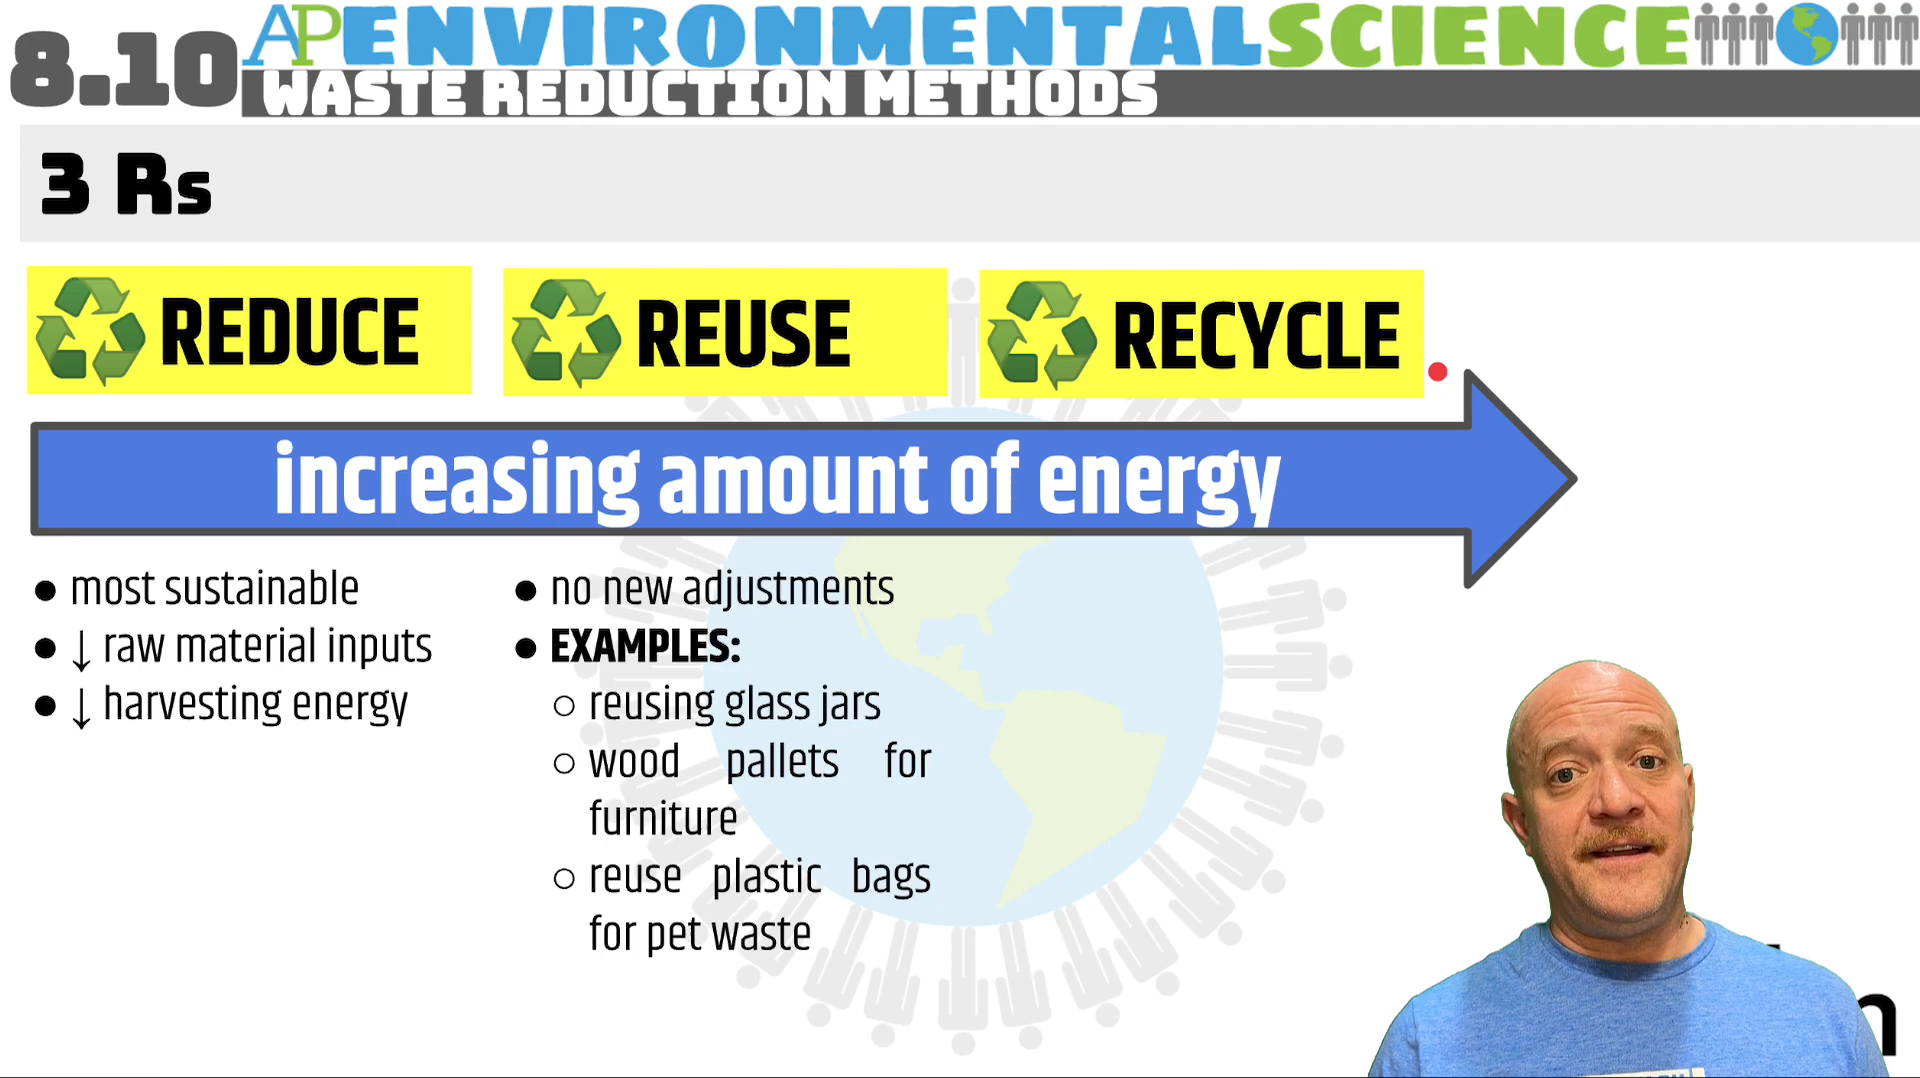 8.10
APENVIRONMENTALSCIENCE
WASTE REDUCTION METHODS
3 Rs
REDUCE
REUSE
RECYCLE
increasing amount of energy
● most sustainable
● ↓ raw material inputs
● ↓ harvesting energy
● no new adjustments
● EXAMPLES:
○ reusing glass jars
○ wood pallets for
furniture
○ reuse plastic bags
for pet waste